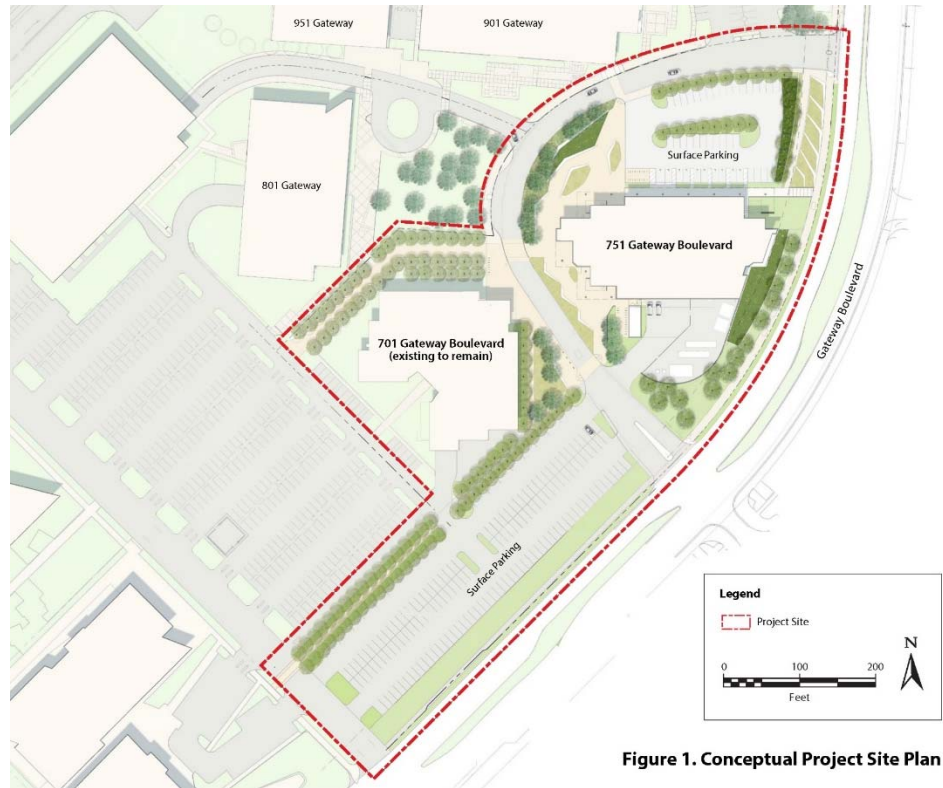 951 Gateway
901 Gateway
801 Gateway
Surface Parking
751 Gateway Boulevard
701 Gateway Boulevard
(existing to remain)
Gateway Boulevard
Surface Parking
Legend
Project Site
N
0 100 200
Feet
Figure 1. Conceptual Project Site Plan